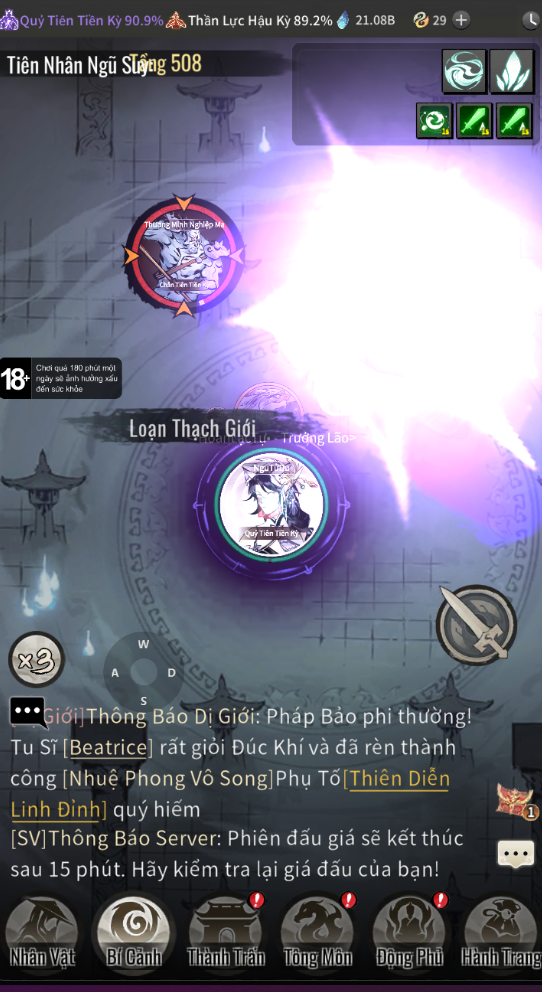 Quỷ Tiên Tiền Kỳ 90.9%
Thần Lực Hậu Kỳ 89.2%
21.08B
29
Tiên Nhân Ngũ Suy
Tầng 508
1s
1s
1s
Thương Minh Nghiệp Ma
Chân Tiên Tiền Kỳ
18+
Chơi quá 180 phút một
ngày sẽ ảnh hưởng xấu
đến sức khỏe
Loạn Thạch Giới
Trưởng Lão>
Quỷ Tiên Tiền Kỳ
x3
W
A D
S
Giới]Thông Báo Dị Giới: Pháp Bảo phi thường!
Tu Sĩ [Beatrice] rất giỏi Đúc Khí và đã rèn thành
công [Nhuệ Phong Vô Song]Phụ Tố[Thiên Diễn
Linh Đỉnh] quý hiếm
1
[SV]Thông Báo Server: Phiên đấu giá sẽ kết thúc
sau 15 phút. Hãy kiểm tra lại giá đấu của bạn!
Nhân Vật
Bí Cảnh
Thành Trấn
Tông Môn
Động Phủ
Hành Trang